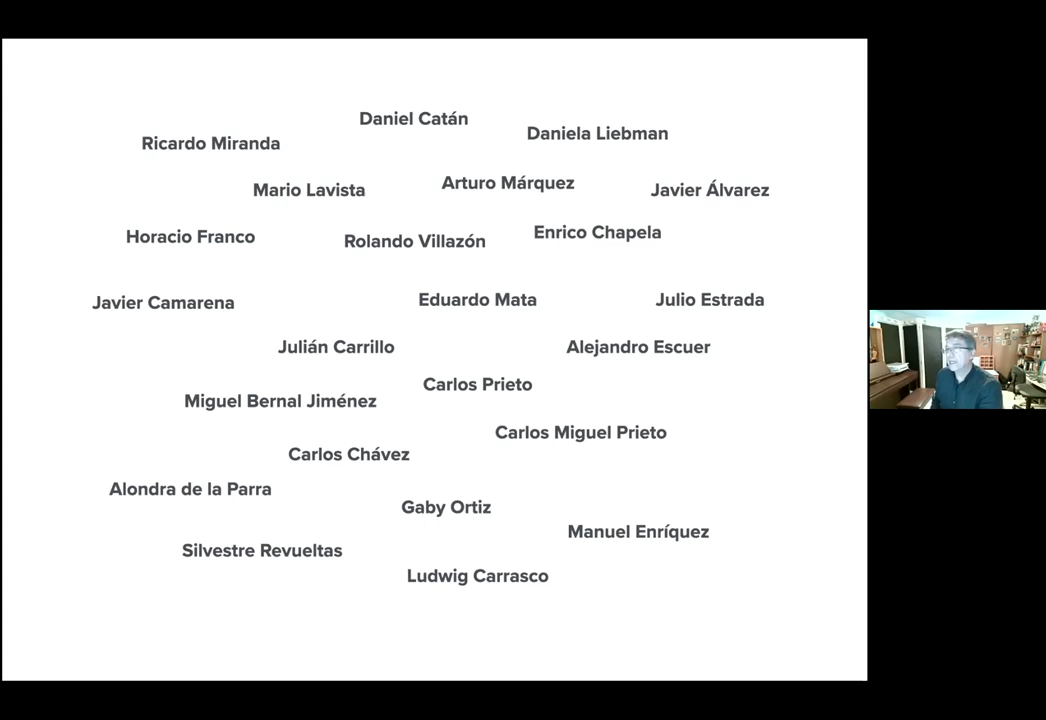 Daniel Catán
Daniela Liebman
Ricardo Miranda
Arturo Márquez
Mario Lavista
Javier Álvarez
Enrico Chapela
Horacio Franco
Rolando Villazón
Javier Camarena
Eduardo Mata
Julio Estrada
Julián Carrillo
Alejandro Escuer
Carlos Prieto
Miguel Bernal Jiménez
Carlos Miguel Prieto
Carlos Chávez
Alondra de la Parra
Gaby Ortiz
Manuel Enríquez
Silvestre Revueltas
Ludwig Carrasco